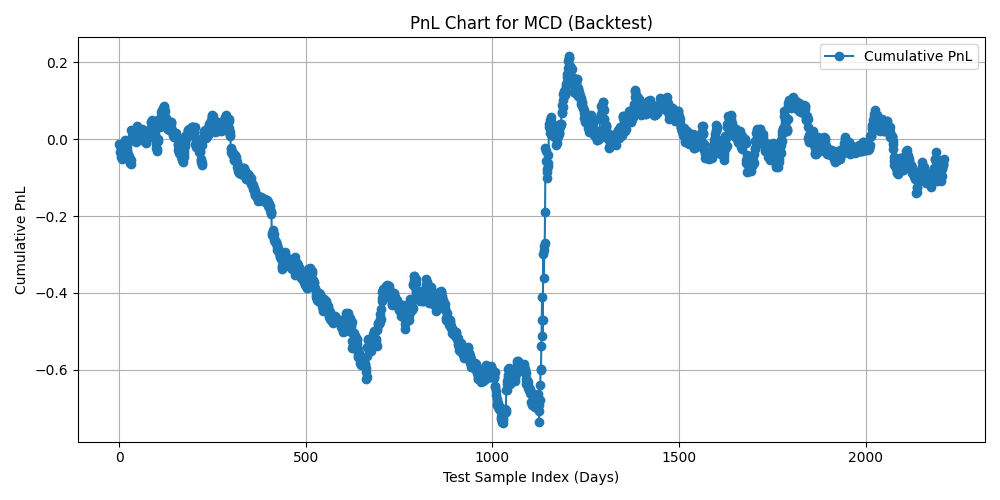 PnL Chart for MCD (Backtest)
Cumulative PnL
0.2
0.0
−0.2
−0.4
−0.6
Cumulative PnL
0
500
1000
1500
2000
Test Sample Index (Days)